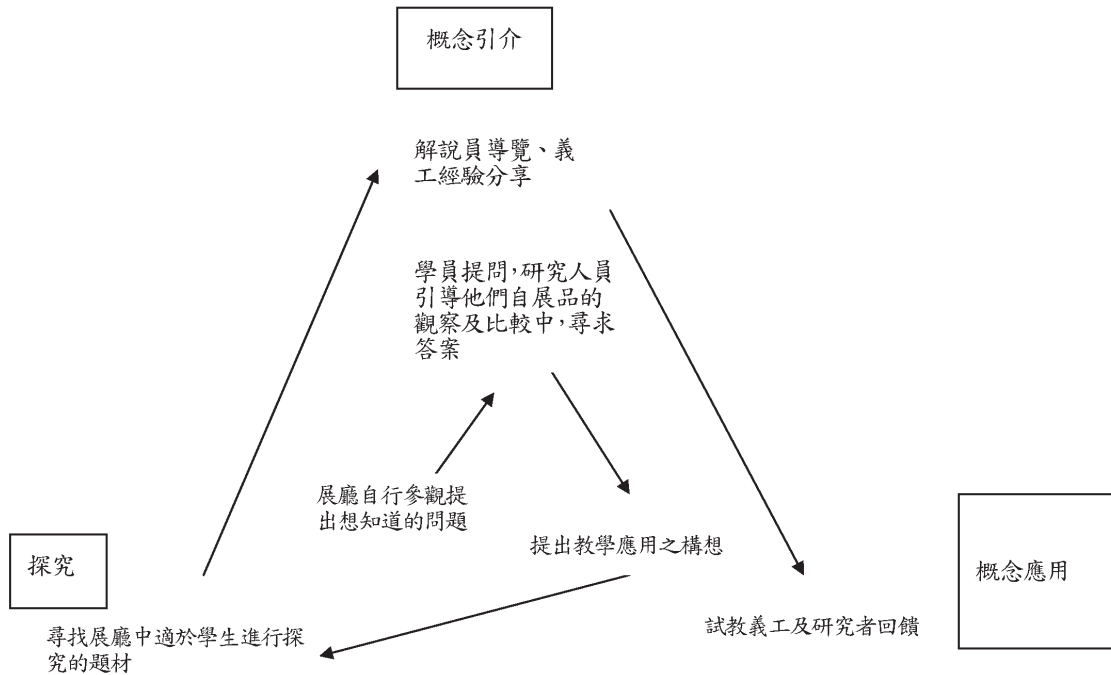 概念引介
解說員導覽、義
工經驗分享
學員提問,研究人員
引導他們自展品的
觀察及比較中,尋求
答案
展廳自行參觀提
出想知道的問題
提出教學應用之構想
探究
概念應用
尋找展廳中適於學生進行探
究的題材
試教義工及研究者回饋